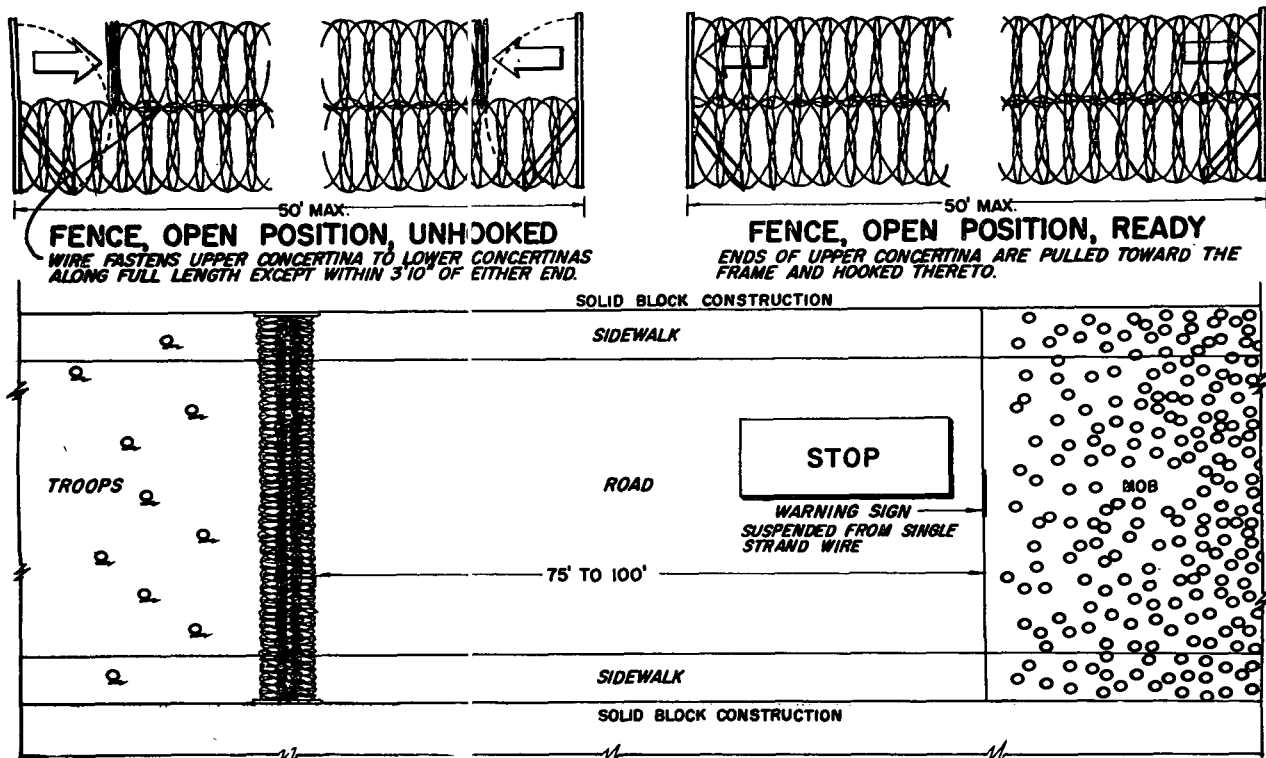 50' MAX.
FENCE, OPEN POSITION, UNHOOKED
WIRE FASTENS UPPER CONCERTINA TO LOWER CONCERTINAS
ALONG FULL LENGTH EXCEPT WITHIN 3'10" OF EITHER END.
50' MAX.
FENCE, OPEN POSITION, READY
ENDS OF UPPER CONCERTINA ARE PULLED TOWARD THE
FRAME AND HOOKED THERETO.
SOLID BLOCK CONSTRUCTION
SIDEWALK
TROOPS
ROAD
STOP
WARNING SIGN
SUSPENDED FROM SINGLE
STRAND WIRE
MOB
75' TO 100'
SIDEWALK
SOLID BLOCK CONSTRUCTION